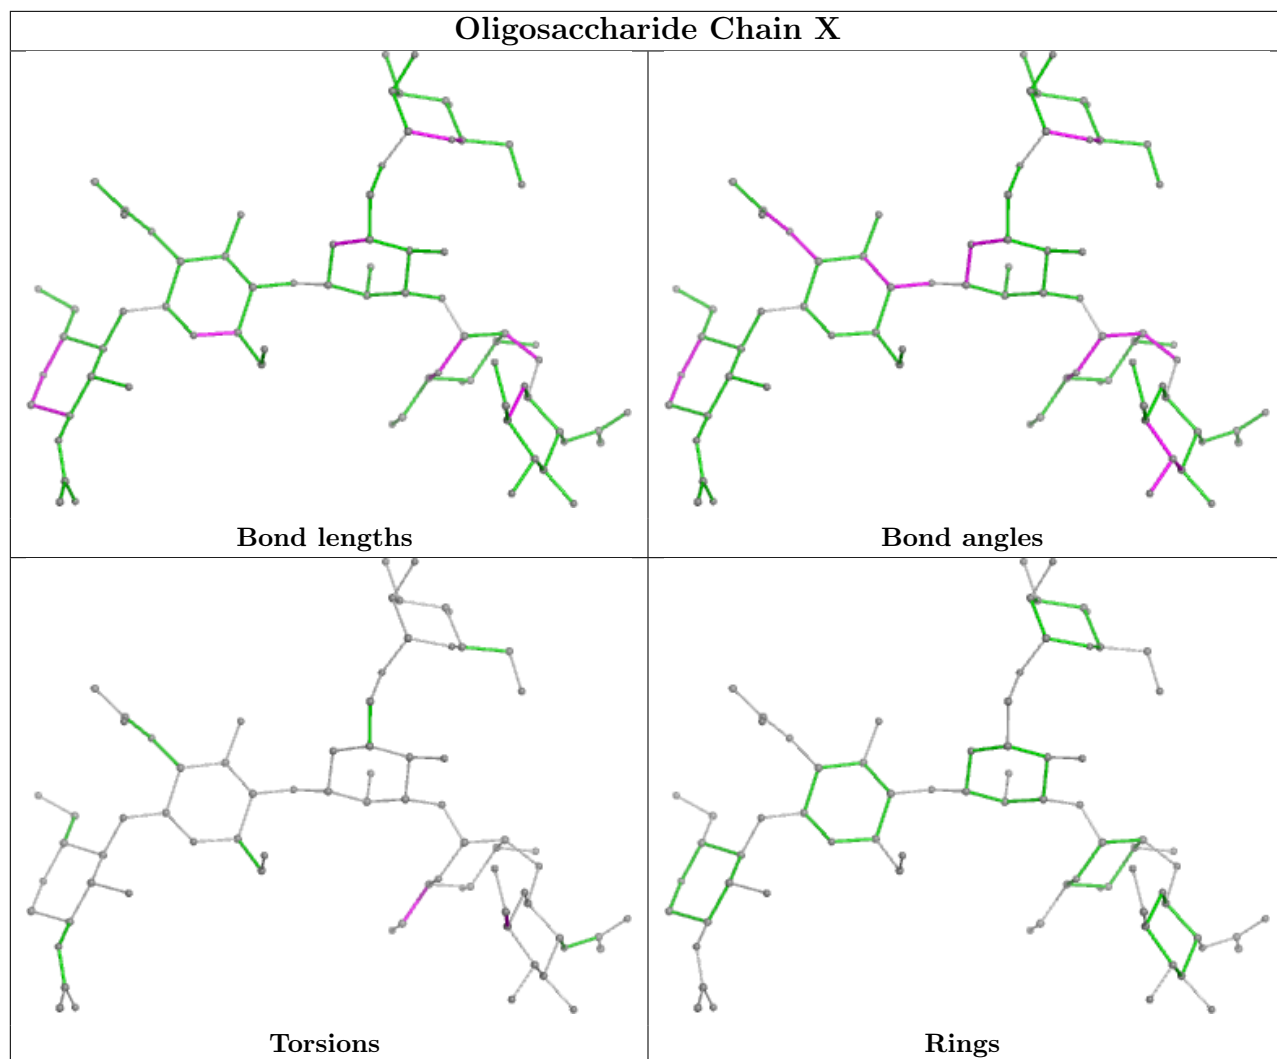 Oligosaccharide Chain X
Bond lengths
Bond angles
Torsions
Rings